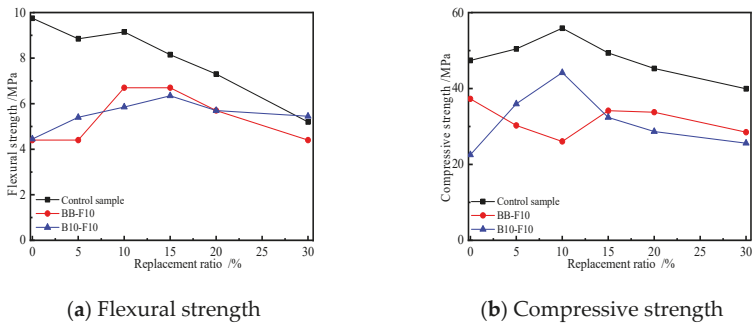 10
8
6
4
2
0
Flexural strength /MPa
Control sample
BB-F10
B10-F10
0 5 10 15 20 25 30
Replacement ratio /%
(a) Flexural strength
60
40
20
0
Compressive strength /MPa
Control sample
BB-F10
B10-F10
0 5 10 15 20 25 30
Replacement ratio /%
(b) Compressive strength